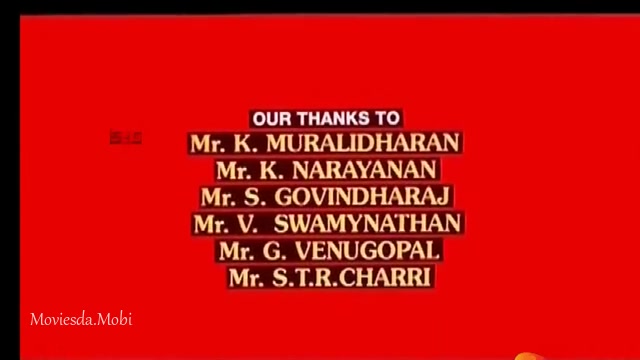 OUR THANKS TO
Mr. K. MURALIDHARAN
Mr. K. NARAYANAN
Mr. S. GOVINDHARAJ
Mr. V. SWAMYNATHAN
Mr. G. VENUGOPAL
Mr. S.T.R.CHARRI
Moviesda.Mobi